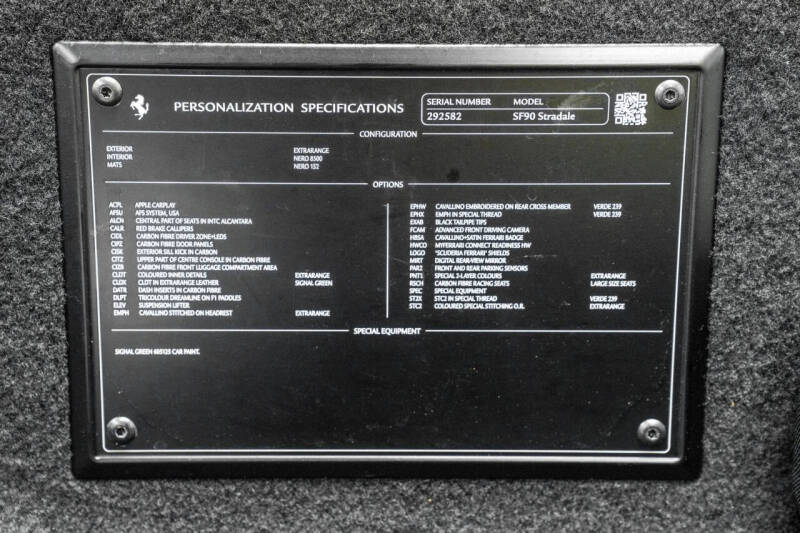 PERSONALIZATION SPECIFICATIONS
SERIAL NUMBER MODEL
292582 SF90 Stradale
CONFIGURATION
EXTERIOR EXTRARANGE
INTERIOR NERO 8500
MATS NERO 152
OPTIONS
ACPL APPLE CARPLAY
AFSU AFS SYSTEM, USA
ALCN CENTRAL PART OF SEATS IN INTC ALCANTARA
CALR RED BRAKE CALLIPERS
CIDL CARBON FIBRE DRIVER ZONE+LEDS
CIPZ CARBON FIBRE DOOR PANELS
CISK EXTERIOR SILL KICK IN CARBON
CITZ UPPER PART OF CENTRE CONSOLE IN CARBON FIBRE
CIZB CARBON FIBRE FRONT LUGGAGE COMPARTMENT AREA
CLDT COLOURED INNER DETAILS EXTRARANGE
CLDX CLDT IN EXTRARANGE LEATHER SIGNAL GREEN
DATR DASH INSERTS IN CARBON FIBRE
DLPT TRICOLOUR DREAMLINE ON P1 PADDLES
ELEV SUSPENSION LIFTER
EMPH CAVALLINO STITCHED ON HEADREST EXTRARANGE
EPHW CAVALLINO EMBROIDERED ON REAR CROSS MEMBER VERDE 239
EPHX EMPH IN SPECIAL THREAD VERDE 239
EXAB BLACK TAILPIPE TIPS
FCAM ADVANCED FRONT DRIVING CAMERA
HBSA CAVALLINO+SATIN FERRARI BADGE
HWCO MYFERRARI CONNECT READINESS HW
LOGO "SCUDERIA FERRARI" SHIELDS
MIRT DIGITAL REAR-VIEW MIRROR
PAR2 FRONT AND REAR PARKING SENSORS
PNT1 SPECIAL 2-LAYER COLOURS EXTRARANGE
RSCH CARBON FIBRE RACING SEATS LARGE SIZE SEATS
SPEC SPECIAL EQUIPMENT
ST2X STC2 IN SPECIAL THREAD VERDE 239
STC2 COLOURED SPECIAL STITCHING O.R. EXTRARANGE
SPECIAL EQUIPMENT
SIGNAL GREEN 605125 CAR PAINT.